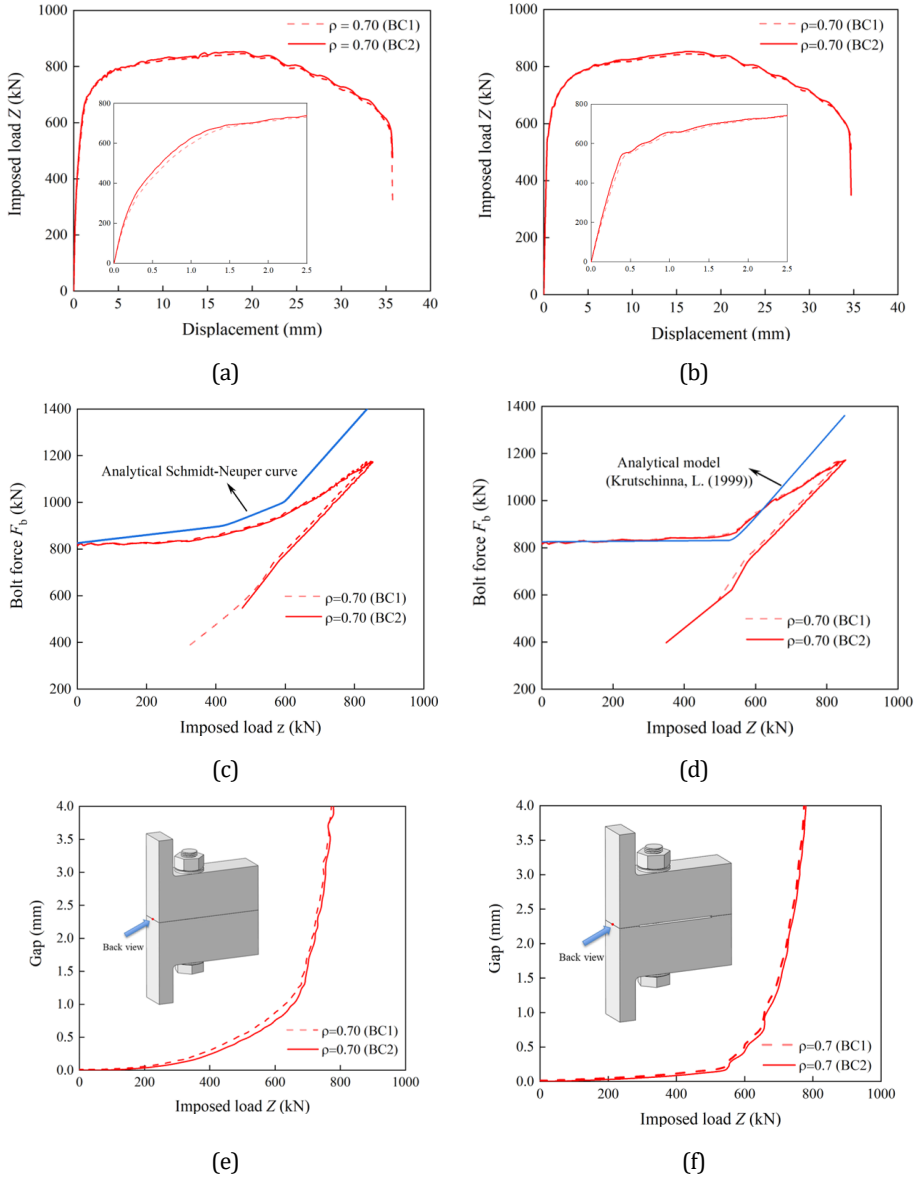 1000
800
600
400
200
0
Imposed load Z (kN)
ρ = 0.70 (BC1)
ρ = 0.70 (BC2)
800
600
400
200
0
0.0 0.5 1.0 1.5 2.0 2.5
0 5 10 15 20 25 30 35 40
Displacement (mm)
(a)
1000
800
600
400
200
0
Imposed load Z (kN)
ρ=0.70 (BC1)
ρ=0.70 (BC2)
800
600
400
200
0
0.0 0.5 1.0 1.5 2.0 2.5
0 5 10 15 20 25 30 35 40
Displacement (mm)
(b)
1400
1200
1000
800
600
400
200
Bolt force Fb (kN)
Analytical Schmidt-Neuper curve
ρ=0.70 (BC1)
ρ=0.70 (BC2)
0 200 400 600 800 1000
Imposed load z (kN)
(c)
1400
1200
1000
800
600
400
200
Bolt force Fb (kN)
Analytical model
(Krutschinna, L. (1999))
ρ=0.70 (BC1)
ρ=0.70 (BC2)
0 200 400 600 800 1000
Imposed load Z (kN)
(d)
4.0
3.5
3.0
2.5
2.0
1.5
1.0
0.5
0.0
Gap (mm)
Back view
ρ=0.70 (BC1)
ρ=0.70 (BC2)
0 200 400 600 800 1000
Imposed load Z (kN)
(e)
4.0
3.5
3.0
2.5
2.0
1.5
1.0
0.5
0.0
Gap (mm)
Back view
ρ=0.7 (BC1)
ρ=0.7 (BC2)
0 200 400 600 800 1000
Imposed load Z (kN)
(f)